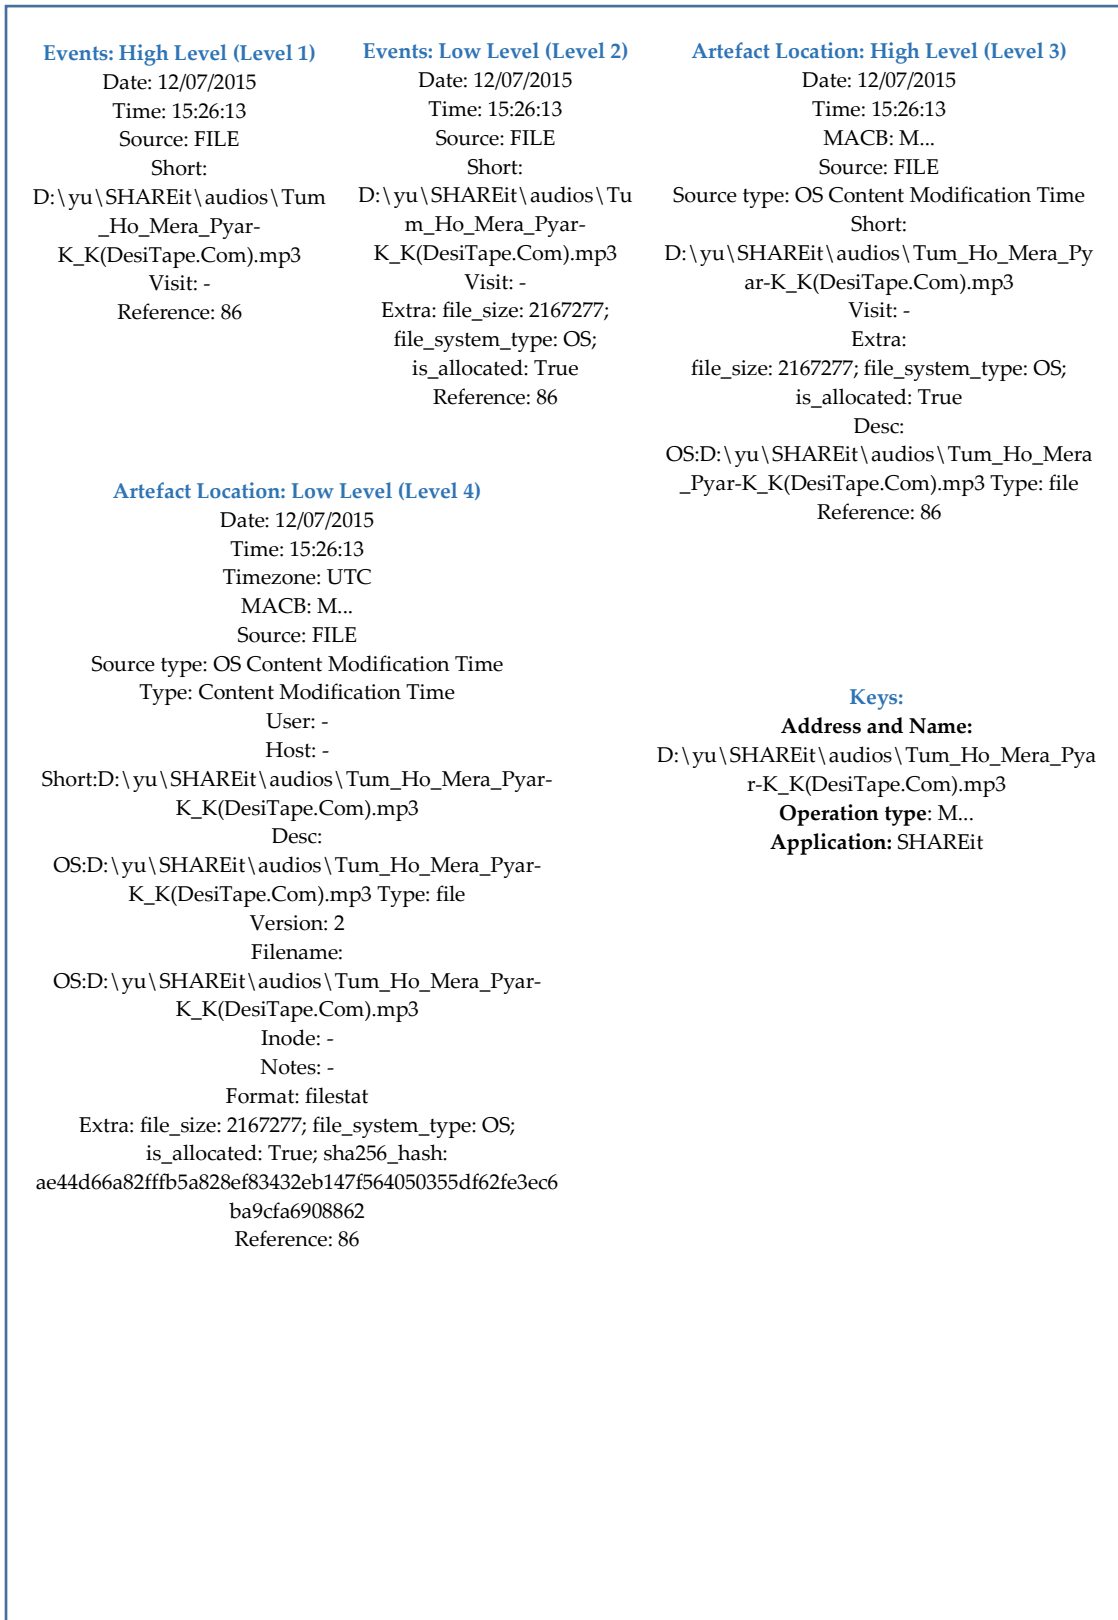 Events: High Level (Level 1)
Date: 12/07/2015
Time: 15:26:13
Source: FILE
Short:
D:\yu\SHAREit\audios\Tum
_Ho_Mera_Pyar-
K_K(DesiTape.Com).mp3
Visit: -
Reference: 86
Events: Low Level (Level 2)
Date: 12/07/2015
Time: 15:26:13
Source: FILE
Short:
D:\yu\SHAREit\audios\Tu
m_Ho_Mera_Pyar-
K_K(DesiTape.Com).mp3
Visit: -
Extra: file_size: 2167277;
file_system_type: OS;
is_allocated: True
Reference: 86
Artefact Location: High Level (Level 3)
Date: 12/07/2015
Time: 15:26:13
MACB: M...
Source: FILE
Source type: OS Content Modification Time
Short:
D:\yu\SHAREit\audios\Tum_Ho_Mera_Py
ar-K_K(DesiTape.Com).mp3
Visit: -
Extra:
file_size: 2167277; file_system_type: OS;
is_allocated: True
Desc:
OS:D:\yu\SHAREit\audios\Tum_Ho_Mera
_Pyar-K_K(DesiTape.Com).mp3 Type: file
Reference: 86
Artefact Location: Low Level (Level 4)
Date: 12/07/2015
Time: 15:26:13
Timezone: UTC
MACB: M...
Source: FILE
Source type: OS Content Modification Time
Type: Content Modification Time
User: -
Host: -
Short:D:\yu\SHAREit\audios\Tum_Ho_Mera_Pyar-
K_K(DesiTape.Com).mp3
Desc:
OS:D:\yu\SHAREit\audios\Tum_Ho_Mera_Pyar-
K_K(DesiTape.Com).mp3 Type: file
Version: 2
Filename:
OS:D:\yu\SHAREit\audios\Tum_Ho_Mera_Pyar-
K_K(DesiTape.Com).mp3
Inode: -
Notes: -
Format: filestat
Extra: file_size: 2167277; file_system_type: OS;
is_allocated: True; sha256_hash:
ae44d66a82fffb5a828ef83432eb147f564050355df62fe3ec6
ba9cfa6908862
Reference: 86
Keys:
Address and Name:
D:\yu\SHAREit\audios\Tum_Ho_Mera_Pya
r-K_K(DesiTape.Com).mp3
Operation type: M...
Application: SHAREit